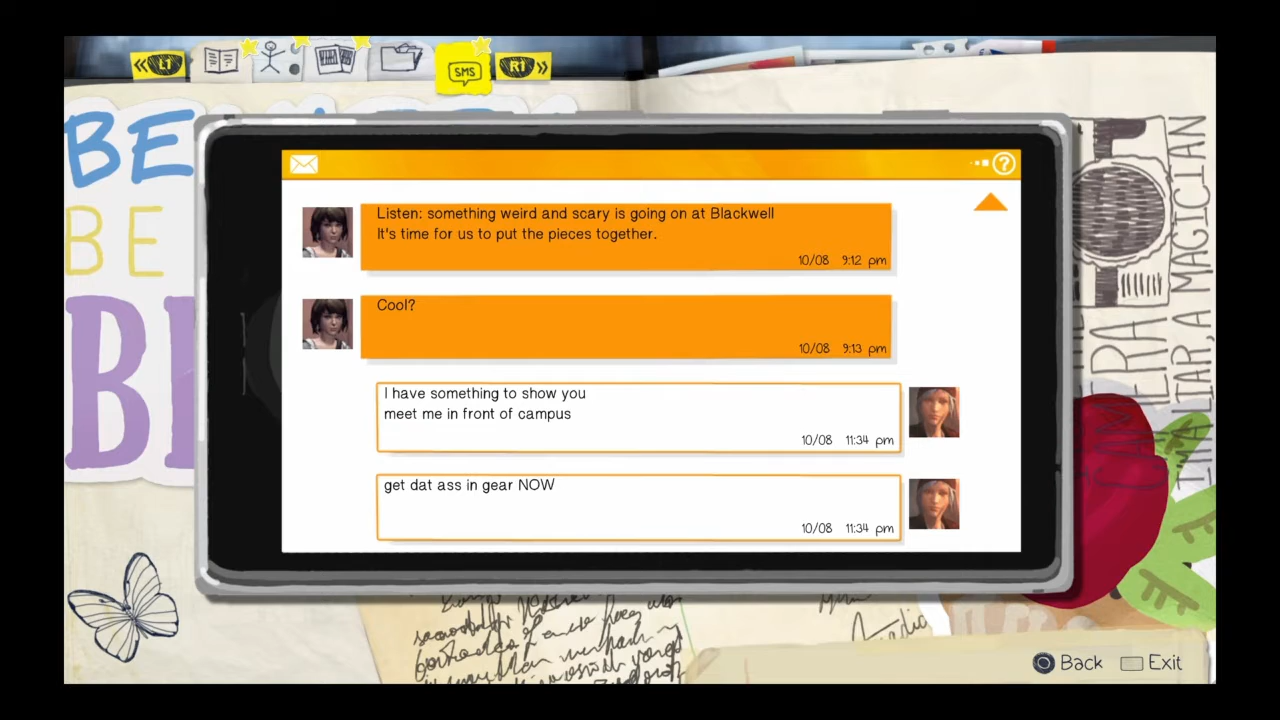 LT
SMS
R1
?
BE
BE
Listen: something weird and scary is going on at Blackwell
It's time for us to put the pieces together.
10/08 9:12 pm
Cool?
10/08 9:13 pm
I have something to show you
meet me in front of campus
10/08 11:34 pm
get dat ass in gear NOW
10/08 11:34 pm
A MAGICIAN
Back
Exit